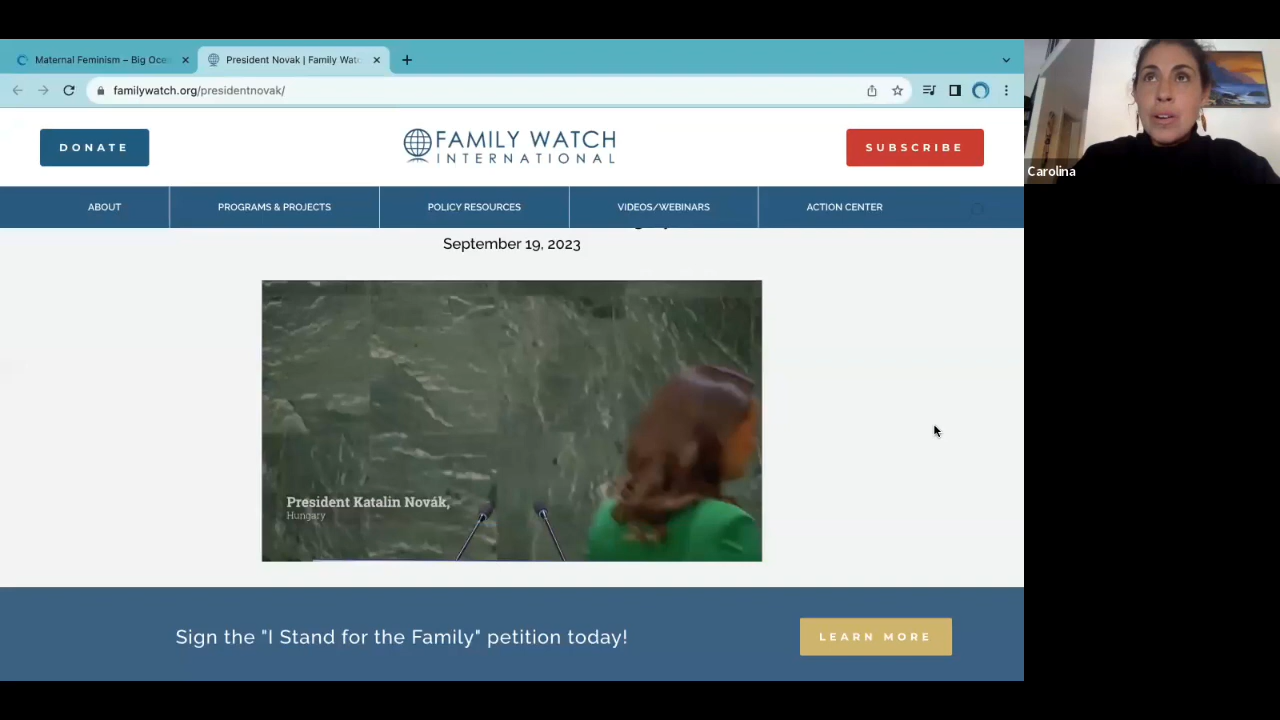 Maternal Feminism – Big Oce
President Novak | Family Watc
familywatch.org/presidentnovak/
DONATE
FAMILY WATCH
INTERNATIONAL
SUBSCRIBE
Carolina
ABOUT
PROGRAMS & PROJECTS
POLICY RESOURCES
VIDEOS/WEBINARS
ACTION CENTER
September 19, 2023
President Katalin Novák,
Hungary
Sign the "I Stand for the Family" petition today!
LEARN MORE